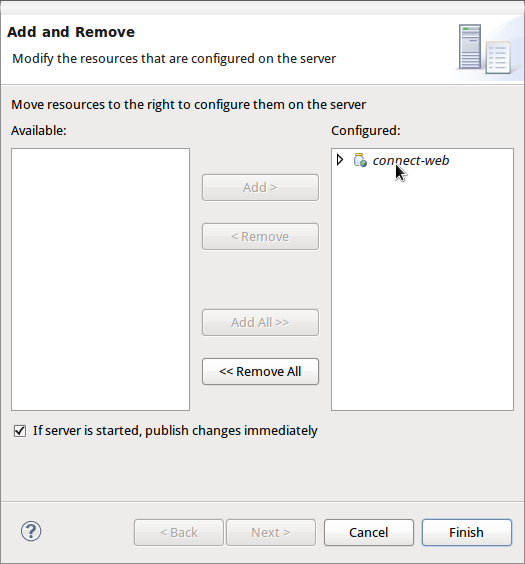 Add and Remove
Modify the resources that are configured on the server
Move resources to the right to configure them on the server
Available:
Configured:
connect-web
Add >
< Remove
Add All >>
<< Remove All
If server is started, publish changes immediately
?
< Back
Next >
Cancel
Finish